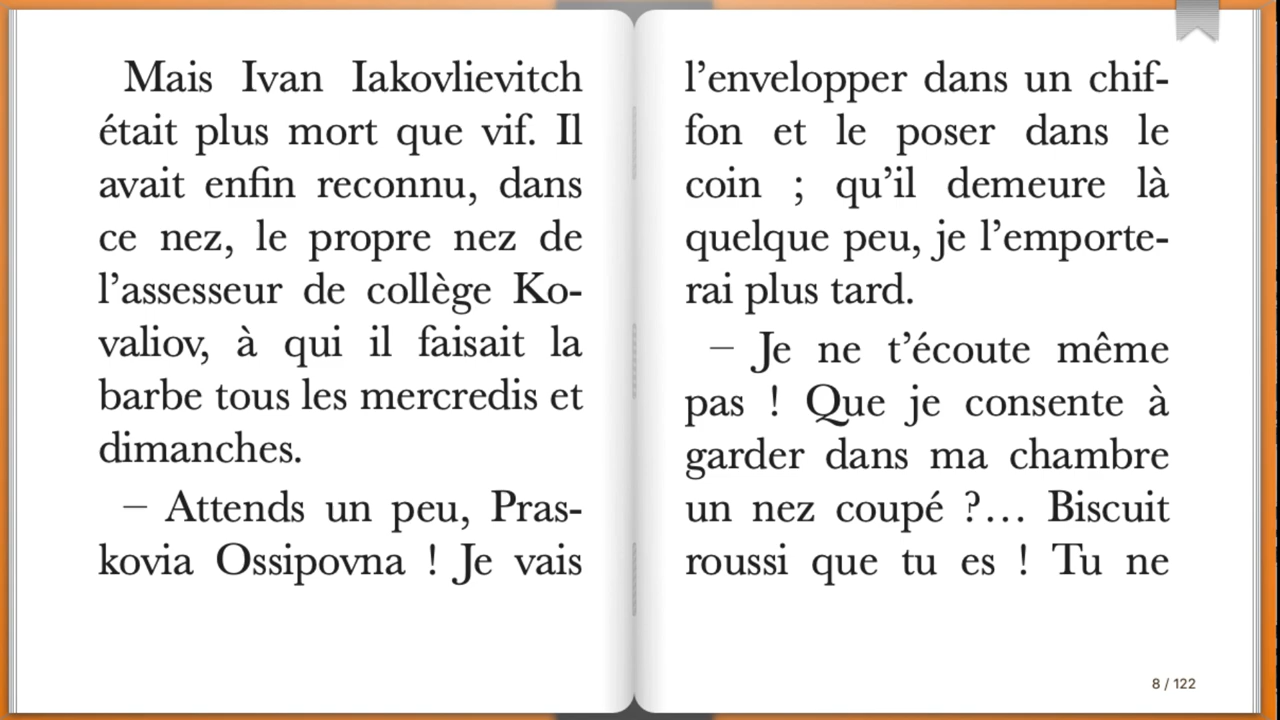 Mais Ivan Iakovlievitch
était plus mort que vif. Il
avait enfin reconnu, dans
ce nez, le propre nez de
l’assesseur de collège Ko-
valiov, à qui il faisait la
barbe tous les mercredis et
dimanches.
– Attends un peu, Pras-
kovia Ossipovna ! Je vais
l’envelopper dans un chif-
fon et le poser dans le
coin ; qu’il demeure là
quelque peu, je l’emporte-
rai plus tard.
– Je ne t’écoute même
pas ! Que je consente à
garder dans ma chambre
un nez coupé ?… Biscuit
roussi que tu es ! Tu ne
8 / 122